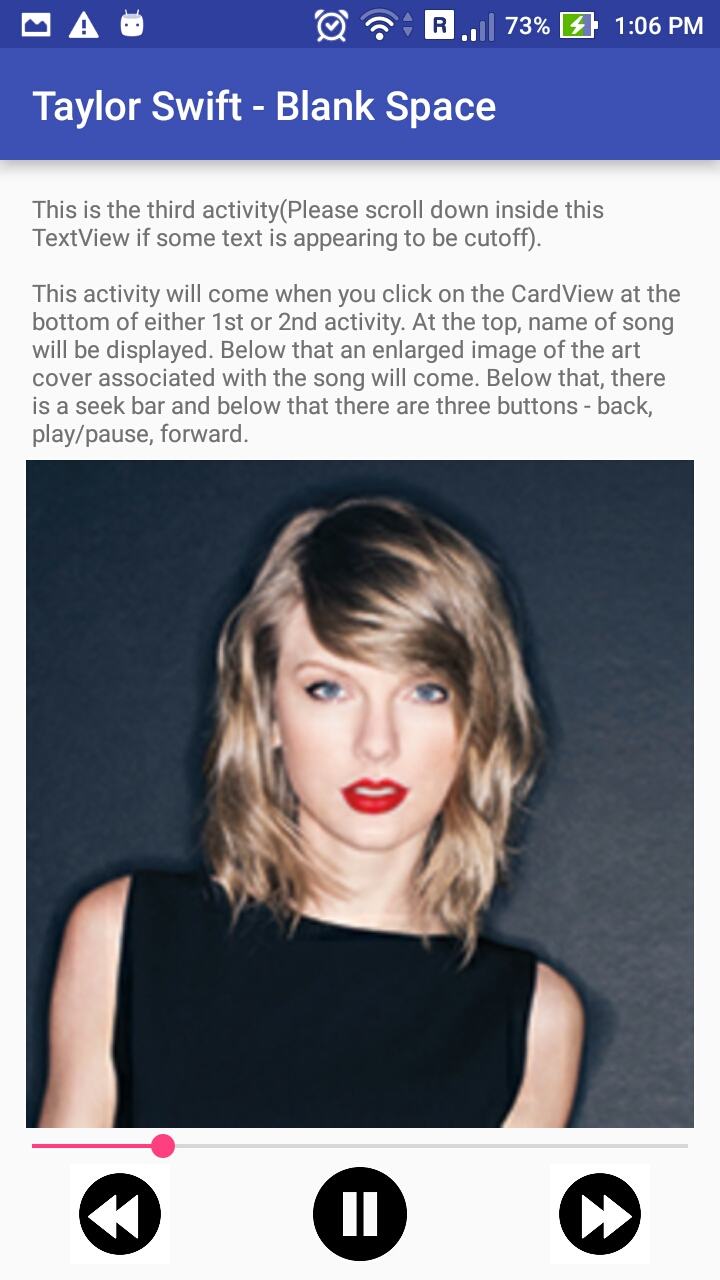 R 73% 1:06 PM
Taylor Swift - Blank Space
This is the third activity(Please scroll down inside this
TextView if some text is appearing to be cutoff).
This activity will come when you click on the CardView at the
bottom of either 1st or 2nd activity. At the top, name of song
will be displayed. Below that an enlarged image of the art
cover associated with the song will come. Below that, there
is a seek bar and below that there are three buttons - back,
play/pause, forward.